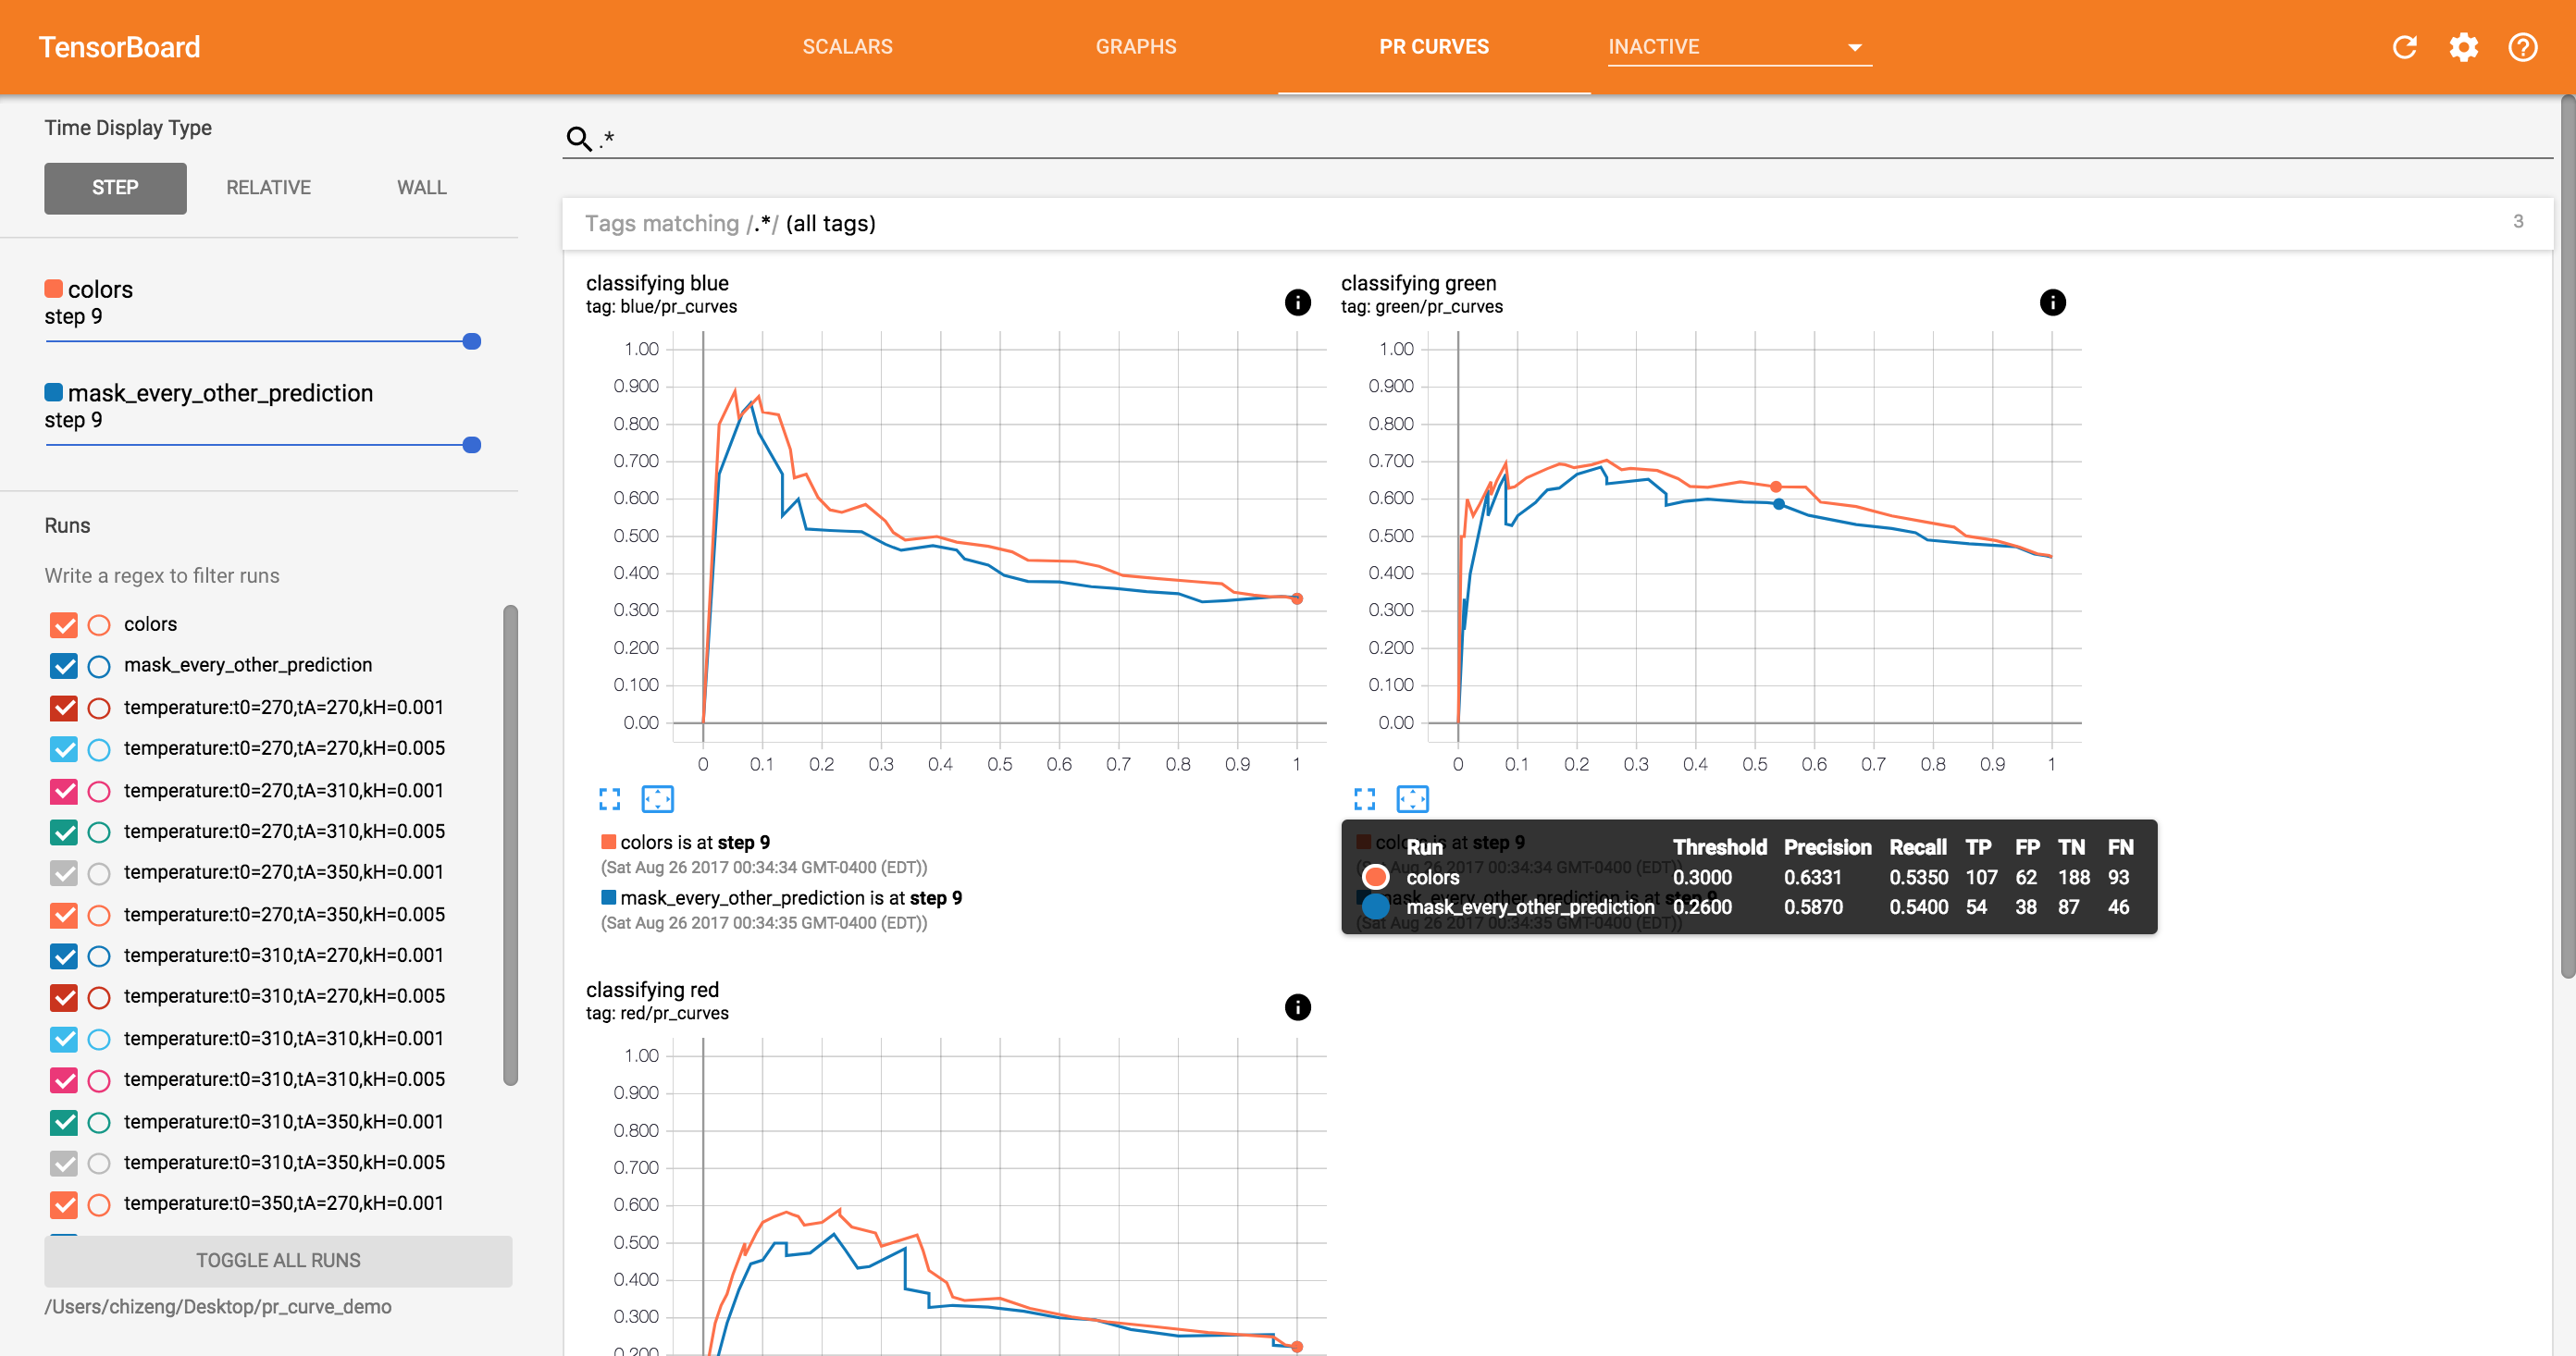 TensorBoard
SCALARS
GRAPHS
PR CURVES
INACTIVE
Time Display Type
STEP
RELATIVE
WALL
colors
step 9
mask_every_other_prediction
step 9
Runs
Write a regex to filter runs
colors
mask_every_other_prediction
temperature:t0=270,tA=270,kH=0.001
temperature:t0=270,tA=270,kH=0.005
temperature:t0=270,tA=310,kH=0.001
temperature:t0=270,tA=310,kH=0.005
temperature:t0=270,tA=350,kH=0.001
temperature:t0=270,tA=350,kH=0.005
temperature:t0=310,tA=270,kH=0.001
temperature:t0=310,tA=270,kH=0.005
temperature:t0=310,tA=310,kH=0.001
temperature:t0=310,tA=310,kH=0.005
temperature:t0=310,tA=350,kH=0.001
temperature:t0=310,tA=350,kH=0.005
temperature:t0=350,tA=270,kH=0.001
TOGGLE ALL RUNS
/Users/chizeng/Desktop/pr_curve_demo
.*
Tags matching /.*/ (all tags)
3
classifying blue
tag: blue/pr_curves
1.00
0.900
0.800
0.700
0.600
0.500
0.400
0.300
0.200
0.100
0.00
0 0.1 0.2 0.3 0.4 0.5 0.6 0.7 0.8 0.9 1
colors is at step 9
(Sat Aug 26 2017 00:34:34 GMT-0400 (EDT))
mask_every_other_prediction is at step 9
(Sat Aug 26 2017 00:34:35 GMT-0400 (EDT))
classifying green
tag: green/pr_curves
1.00
0.900
0.800
0.700
0.600
0.500
0.400
0.300
0.200
0.100
0.00
0 0.1 0.2 0.3 0.4 0.5 0.6 0.7 0.8 0.9 1
Run Threshold Precision Recall TP FP TN FN
colors 0.3000 0.6331 0.5350 107 62 188 93
mask_every_other_prediction 0.2600 0.5870 0.5400 54 38 87 46
classifying red
tag: red/pr_curves
1.00
0.900
0.800
0.700
0.600
0.500
0.400
0.300
0.200